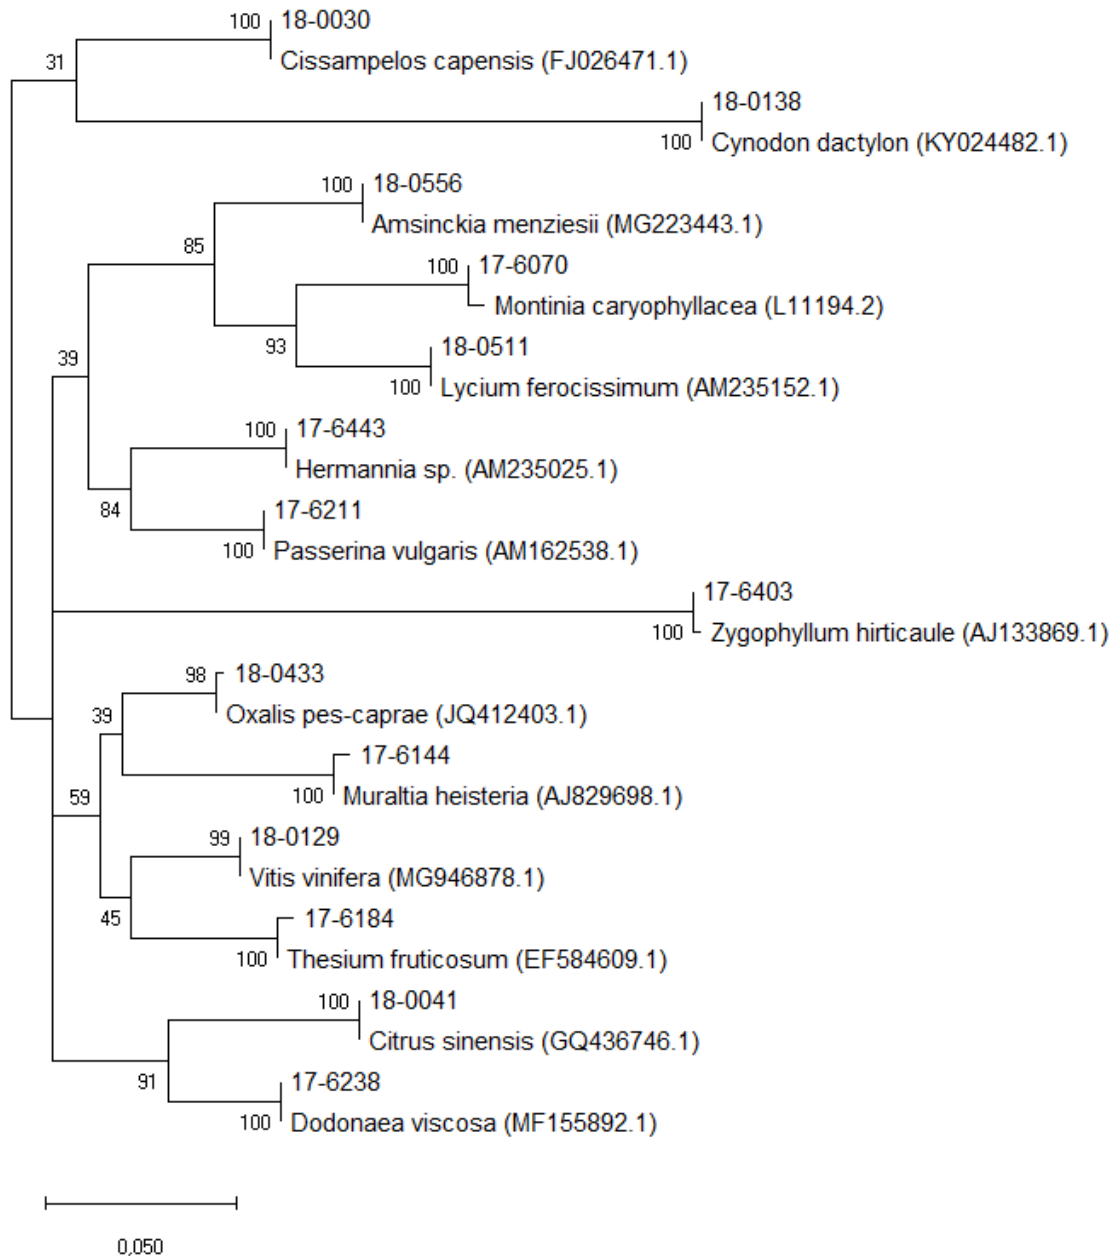 100 18-0030
Cissampelos capensis (FJ026471.1)
31
18-0138
100 Cynodon dactylon (KY024482.1)
100 18-0556
Amsinckia menziesii (MG223443.1)
85
100 17-6070
Montinia caryophyllacea (L11194.2)
93
18-0511
100 Lycium ferocissimum (AM235152.1)
39
100 17-6443
Hermannia sp. (AM235025.1)
84
17-6211
100 Passerina vulgaris (AM162538.1)
17-6403
100 Zygophyllum hirticaule (AJ133869.1)
98 18-0433
Oxalis pes-caprae (JQ412403.1)
39
17-6144
100 Muraltia heisteria (AJ829698.1)
59
99 18-0129
Vitis vinifera (MG946878.1)
45
17-6184
100 Thesium fruticosum (EF584609.1)
100 18-0041
Citrus sinensis (GQ436746.1)
91
17-6238
100 Dodonaea viscosa (MF155892.1)
0,050